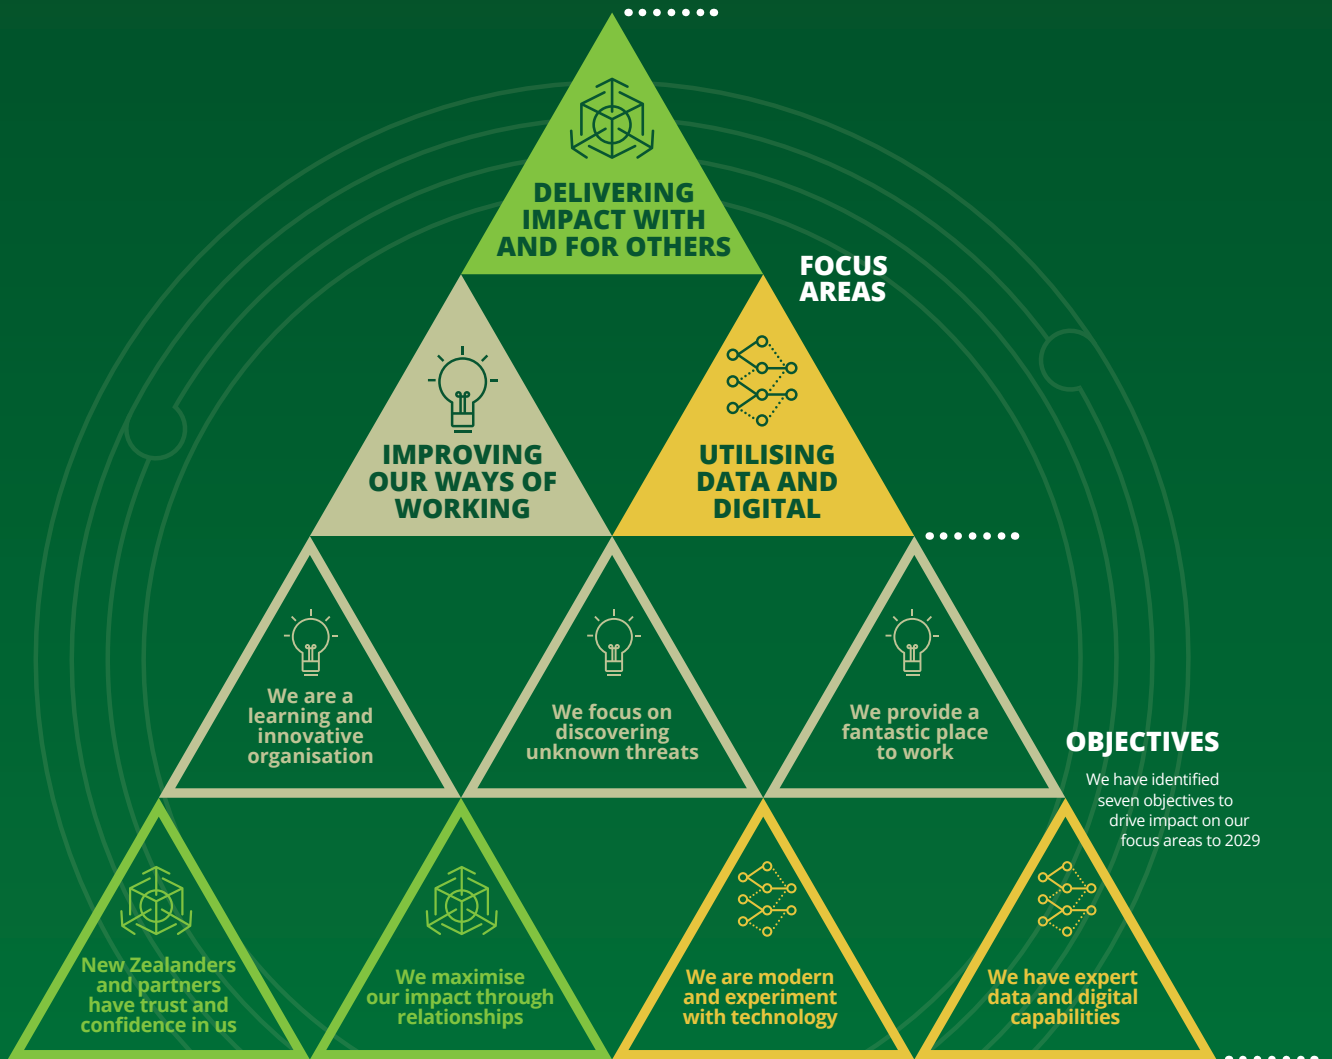 DELIVERING
IMPACT WITH
AND FOR OTHERS
FOCUS
AREAS
IMPROVING
OUR WAYS OF
WORKING
UTILISING
DATA AND
DIGITAL
We are a
learning and
innovative
organisation
We focus on
discovering
unknown threats
We provide a
fantastic place
to work
OBJECTIVES
We have identified
seven objectives to
drive impact on our
focus areas to 2029
New Zealanders
and partners
have trust and
confidence in us
We maximise
our impact through
relationships
We are modern
and experiment
with technology
We have expert
data and digital
capabilities